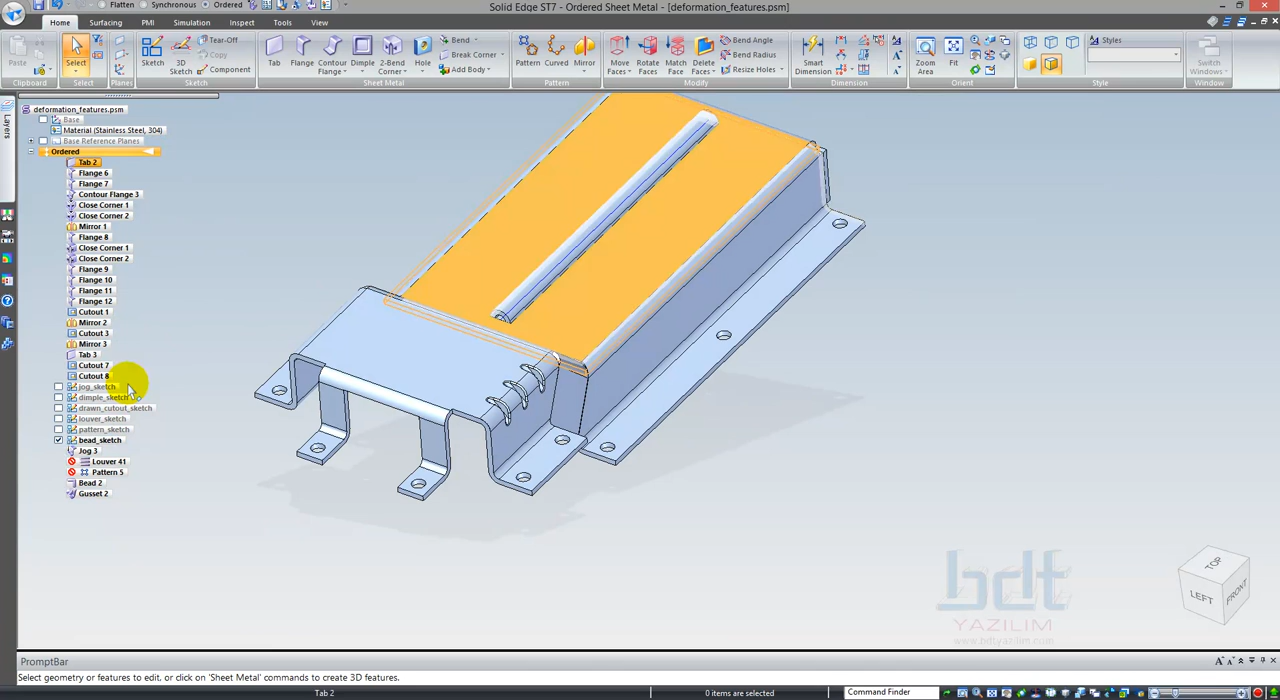 Flatten Synchronous Ordered
Solid Edge ST7 - Ordered Sheet Metal - [deformation_features.psm]
Home Surfacing PMI Simulation Inspect Tools View
Paste
Clipboard
Select
Select
Planes
Sketch
3D Sketch
Tear-Off
Copy
Component
Sketch
Tab
Flange
Contour Flange
Dimple
2-Bend Corner
Hole
Bend
Break Corner
Add Body
Sheet Metal
Pattern
Curved
Mirror
Pattern
Move Faces
Rotate Faces
Match Face
Delete Faces
Bend Angle
Bend Radius
Resize Holes
Modify
Smart Dimension
Dimension
Zoom Area
Fit
Orient
Styles
Style
Switch Windows
Window
Layers
deformation_features.psm
Base
Material (Stainless Steel, 304)
Base Reference Planes
Ordered
Tab 2
Flange 6
Flange 7
Contour Flange 3
Close Corner 1
Close Corner 2
Mirror 1
Flange 8
Close Corner 1
Close Corner 2
Flange 9
Flange 10
Flange 11
Flange 12
Cutout 1
Mirror 2
Cutout 3
Mirror 3
Tab 3
Cutout 7
Cutout 8
jog_sketch
dimple_sketch
drawn_cutout_sketch
louver_sketch
pattern_sketch
bead_sketch
Jog 3
Louver 41
Pattern 5
Bead 2
Gusset 2
TOP
LEFT
FRONT
bdt
YAZILIM
www.bdtyazilim.com
PromptBar
Select geometry or features to edit, or click on 'Sheet Metal' commands to create 3D features.
Tab 2
0 items are selected
Command Finder